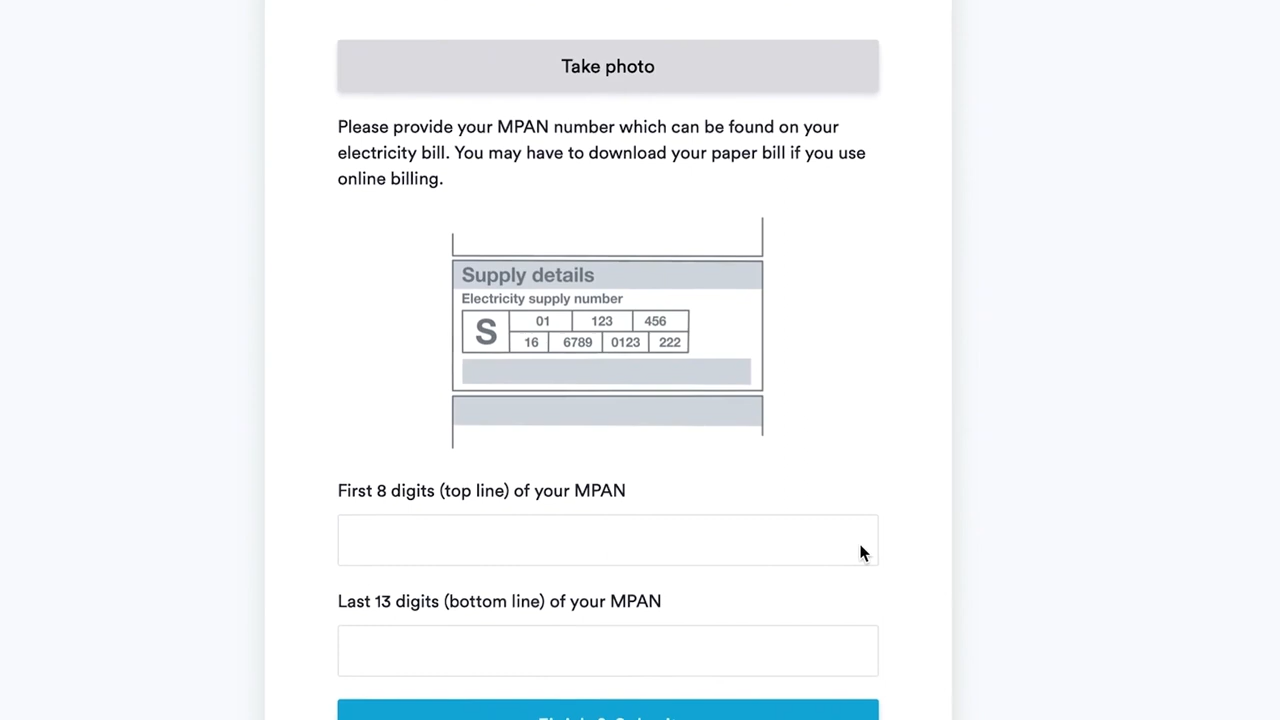 Take photo
Please provide your MPAN number which can be found on your
electricity bill. You may have to download your paper bill if you use
online billing.
Supply details
Electricity supply number
S 01 123 456
16 6789 0123 222
First 8 digits (top line) of your MPAN
Last 13 digits (bottom line) of your MPAN